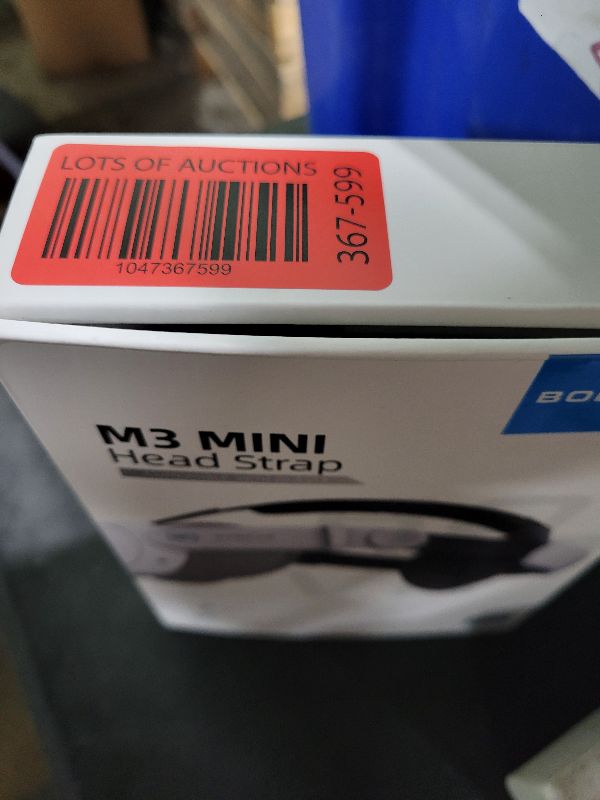 LOTS OF AUCTIONS
1047367599
367-599
M3 MINI
Head Strap